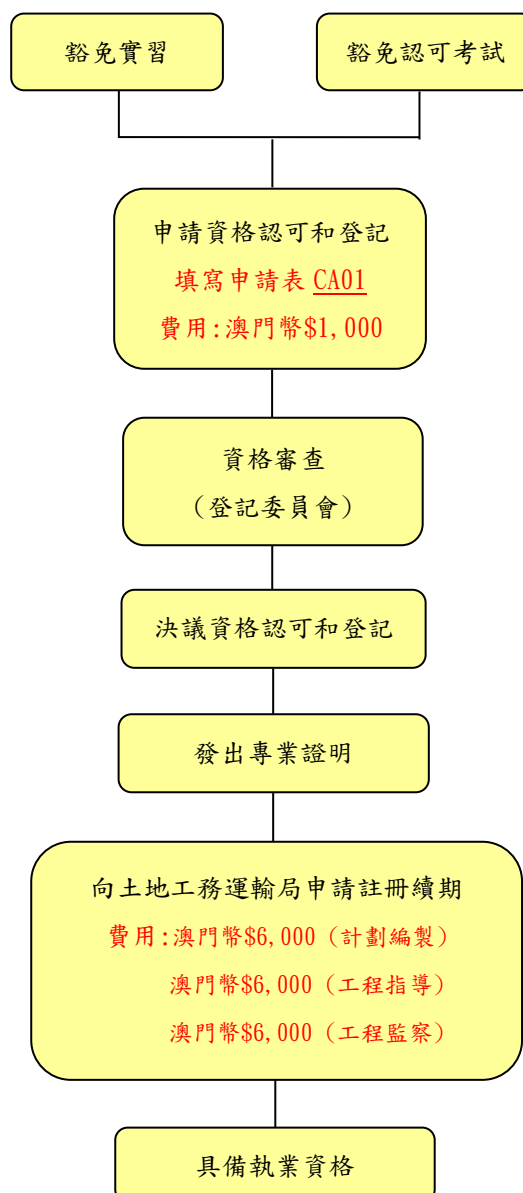 豁免實習
豁免認可考試
申請資格認可和登記
填寫申請表 CA01
費用:澳門幣$1,000
資格審查
(登記委員會)
決議資格認可和登記
發出專業證明
向土地工務運輸局申請註冊續期
費用:澳門幣$6,000 (計劃編製)
澳門幣$6,000 (工程指導)
澳門幣$6,000 (工程監察)
具備執業資格